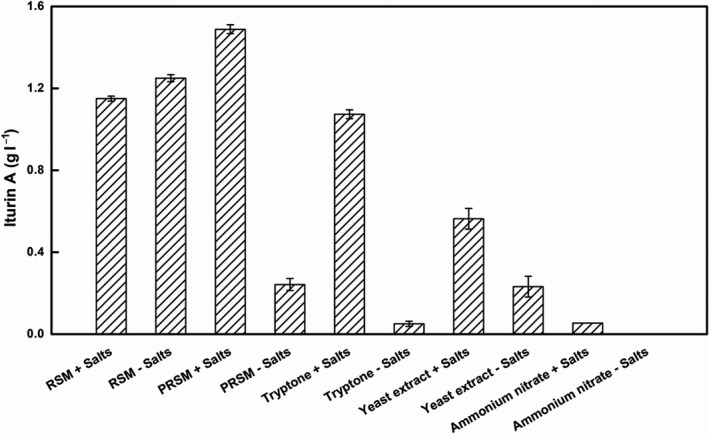 1.6
1.2
0.8
0.4
0.0
Iturin A (g l⁻¹)
RSM + Salts
RSM - Salts
PRSM + Salts
PRSM - Salts
Tryptone + Salts
Tryptone - Salts
Yeast extract + Salts
Yeast extract - Salts
Ammonium nitrate + Salts
Ammonium nitrate - Salts